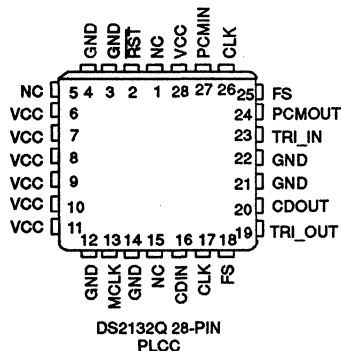 GND GND RST NC VCC PCMIN CLK
5 4 3 2 1 28 27 26 25
NC FS
VCC 6 24 PCMOUT
VCC 7 23 TRI_IN
VCC 8 22 GND
VCC 9 21 GND
VCC 10 20 CDOUT
VCC 11 19 TRI_OUT
12 13 14 15 16 17 18
GND MCLK GND NC CDIN CLK FS
DS2132Q 28-PIN
PLCC